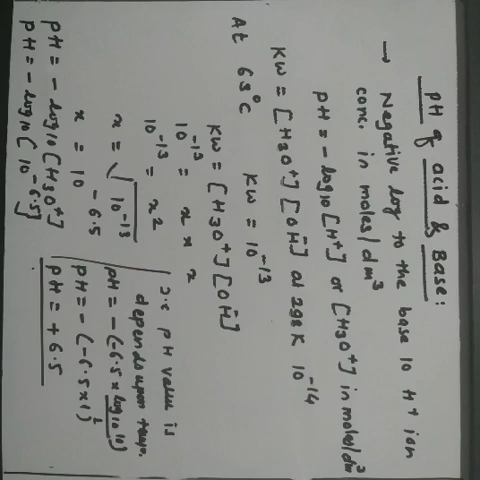 pH of acid & Base:
→ Negative log to the base 10 H+ ion
conc. in moles/dm³
pH = - log10 [H+] or [H3O+] in moles/dm³
Kw = [H3O+] [OH-] at 298K 10^-14
At 63°C Kw = 10^-13
Kw = [H3O+] [OH-]
10^-13 = x x x
10^-13 = x²
x = √10^-13
x = 10^-6.5
pH = - log10 [H3O+]
pH = - log10 [10^-6.5]
i.e pH value is
depends upon temp.
pH = - (-6.5 x log10 10)
pH = - (-6.5 x 1)
pH = + 6.5